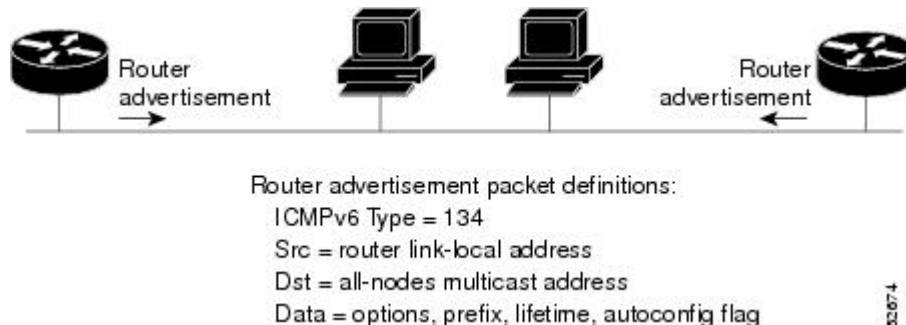 Router
advertisement
Router
advertisement
Router advertisement packet definitions:
ICMPv6 Type = 134
Src = router link-local address
Dst = all-nodes multicast address
Data = options, prefix, lifetime, autoconfig flag
52674